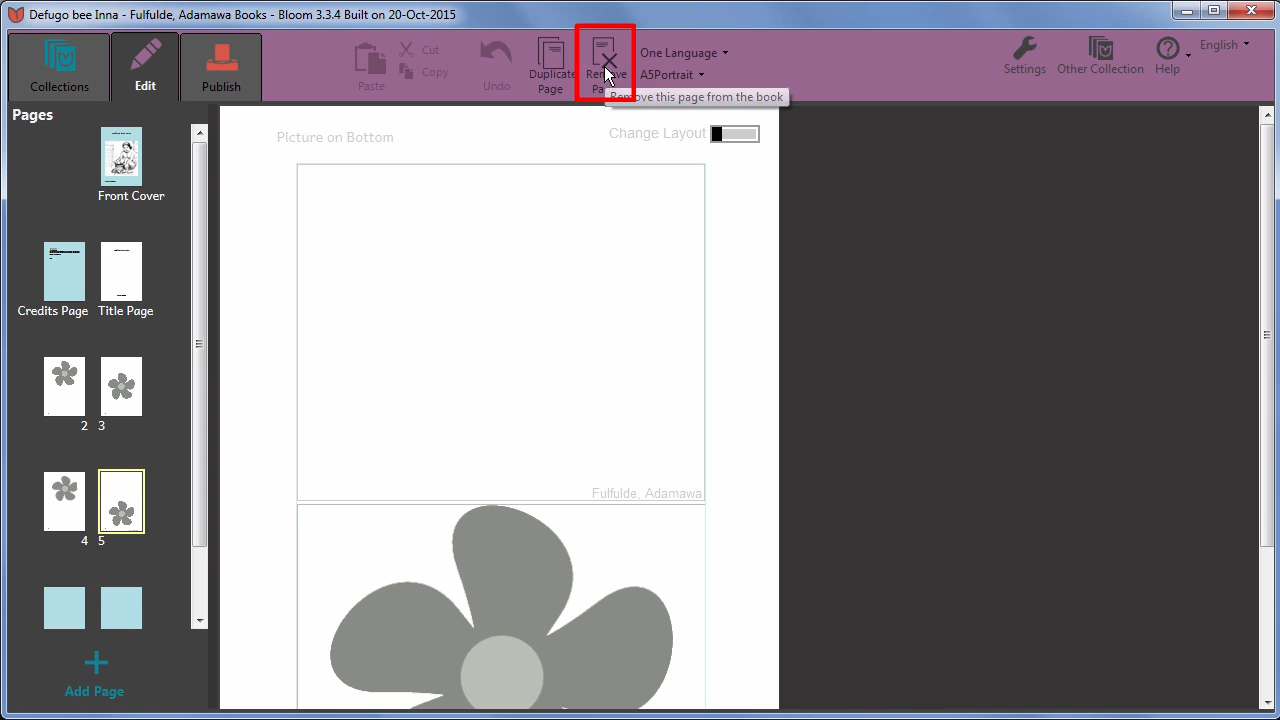 Defugo bee Inna - Fulfulde, Adamawa Books - Bloom 3.3.4 Built on 20-Oct-2015
Collections
Edit
Publish
Paste
Cut
Copy
Undo
Duplicate
Page
Remove
One Language
A5Portrait
Remove this page from the book
Settings
Other Collection
Help
English
Pages
Front Cover
Credits Page
Title Page
2
3
4
5
Add Page
Picture on Bottom
Change Layout
Fulfulde, Adamawa